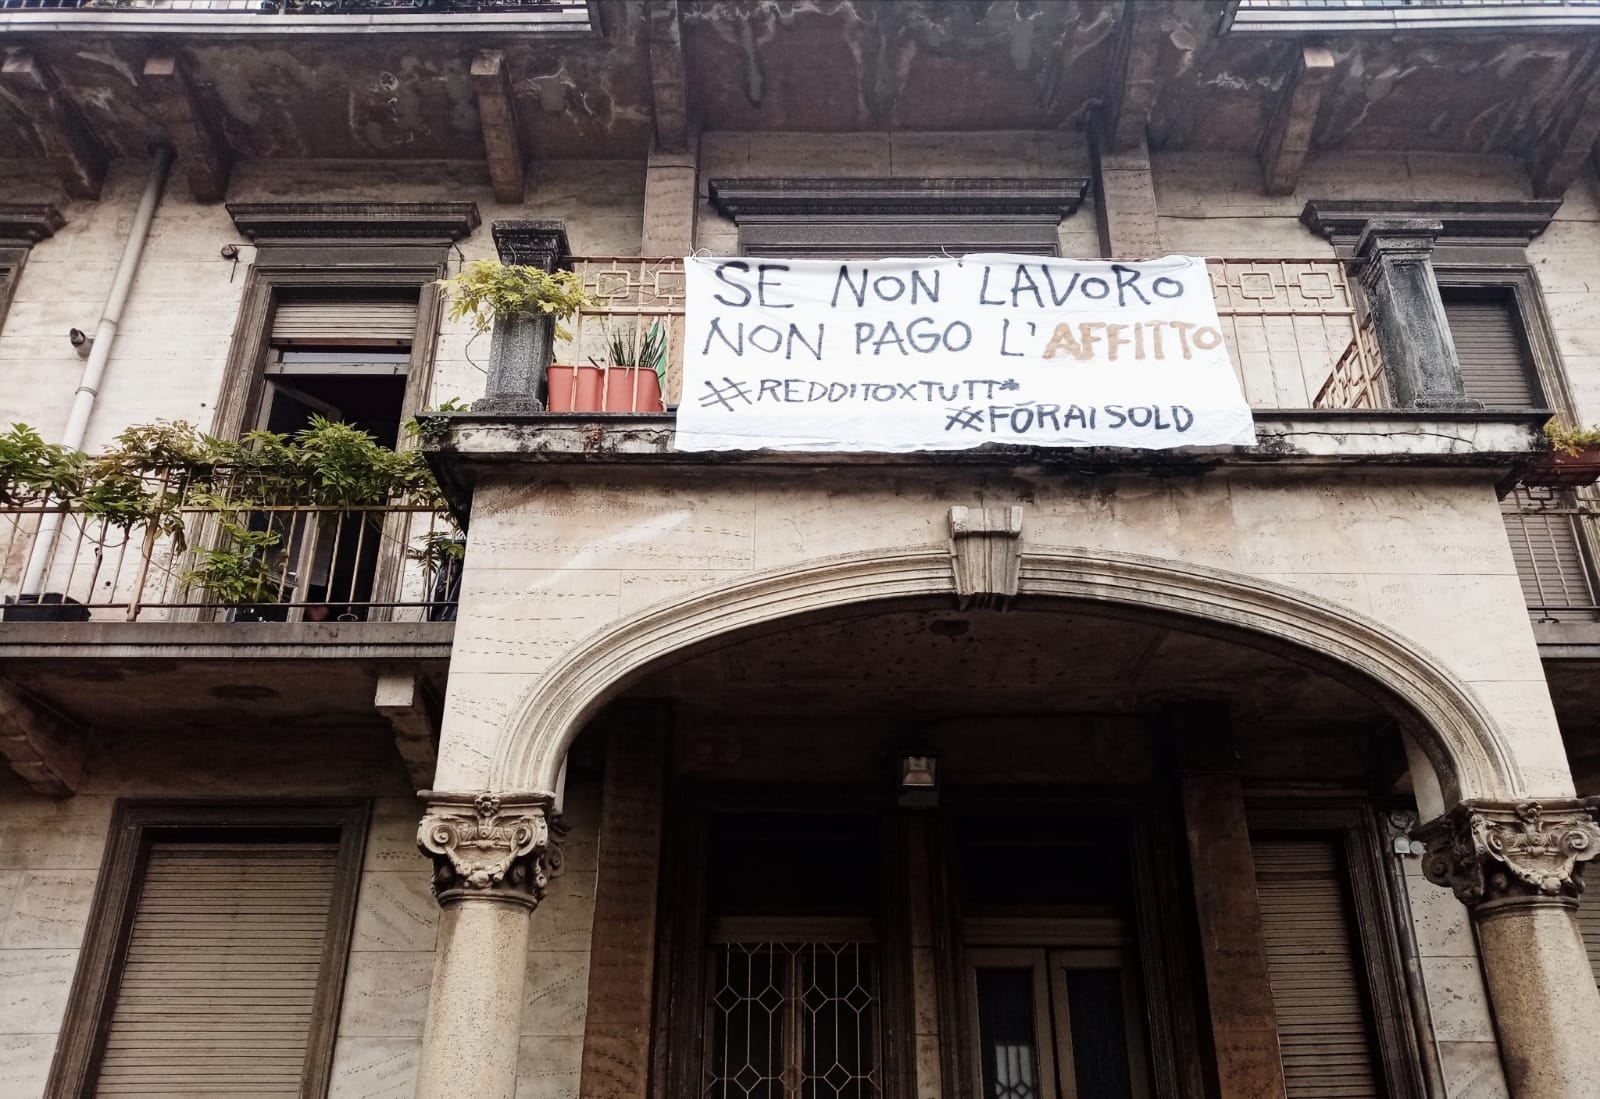 SE NON LAVORO
NON PAGO L'AFFITTO
#REDDITOXTUTT*
#FÓRAISOLD